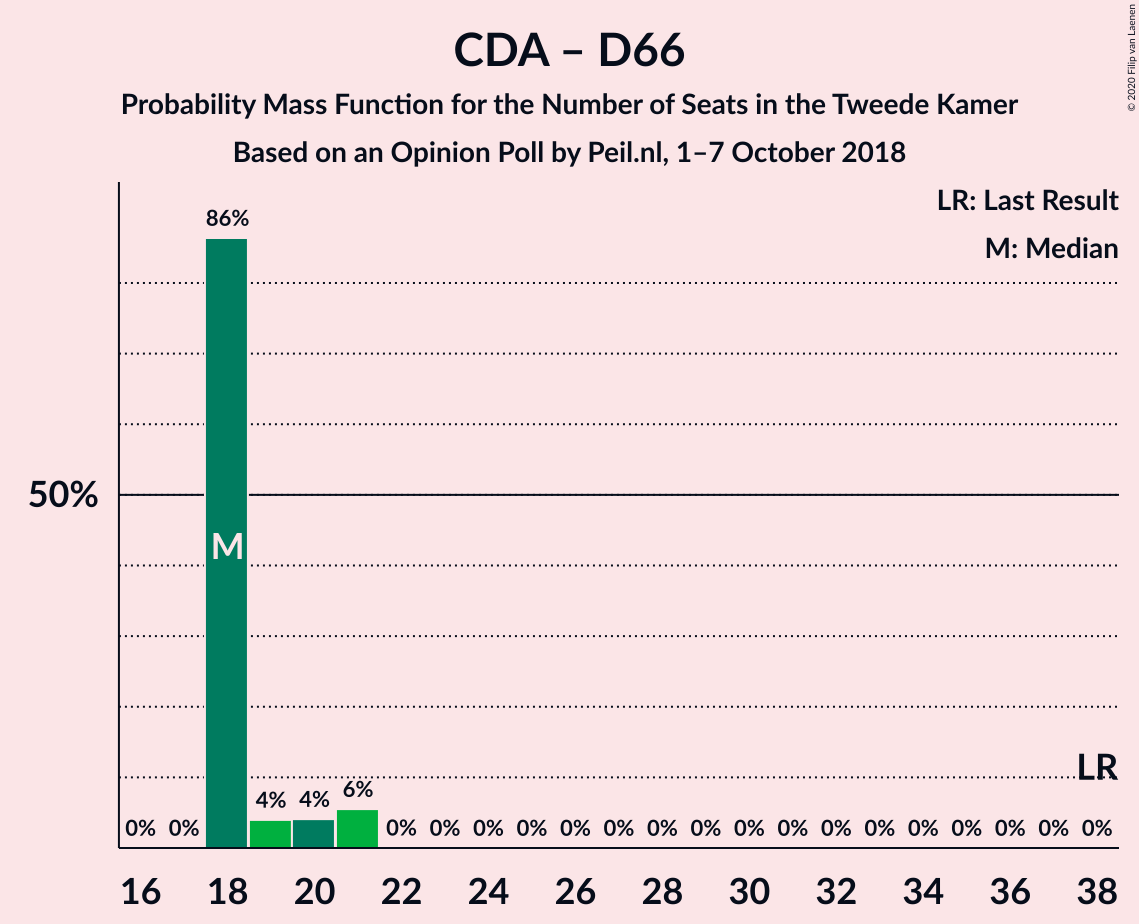 CDA – D66
Probability Mass Function for the Number of Seats in the Tweede Kamer
Based on an Opinion Poll by Peil.nl, 1–7 October 2018
© 2020 Filip van Laenen
LR: Last Result
M: Median
86%
50%
M
LR
0% 0% 4% 4% 6% 0% 0% 0% 0% 0% 0% 0% 0% 0% 0% 0% 0% 0% 0% 0% 0% 0%
16 18 20 22 24 26 28 30 32 34 36 38